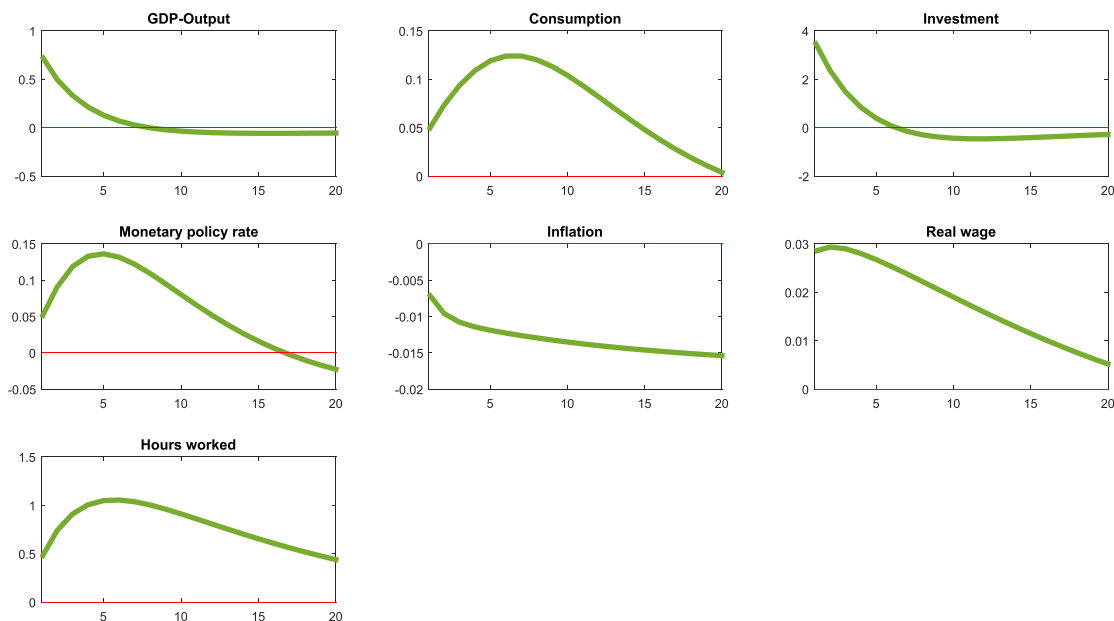 GDP-Output
1
0.5
0
-0.5
5 10 15 20
Consumption
0.15
0.1
0.05
0
5 10 15 20
Investment
4
2
0
-2
5 10 15 20
Monetary policy rate
0.15
0.1
0.05
0
-0.05
5 10 15 20
Inflation
0
-0.005
-0.01
-0.015
-0.02
5 10 15 20
Real wage
0.03
0.02
0.01
0
5 10 15 20
Hours worked
1.5
1
0.5
0
5 10 15 20